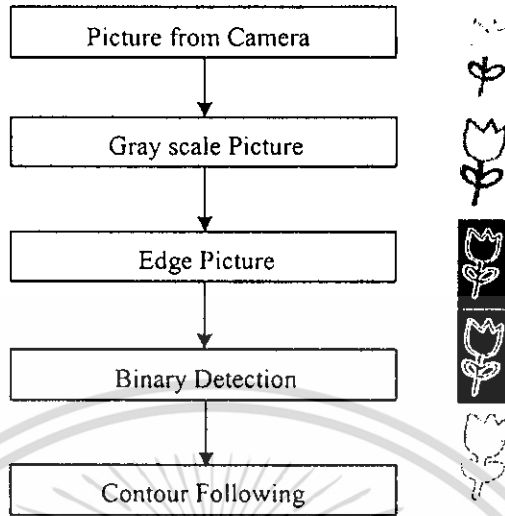 Picture from Camera
Gray scale Picture
Edge Picture
Binary Detection
Contour Following